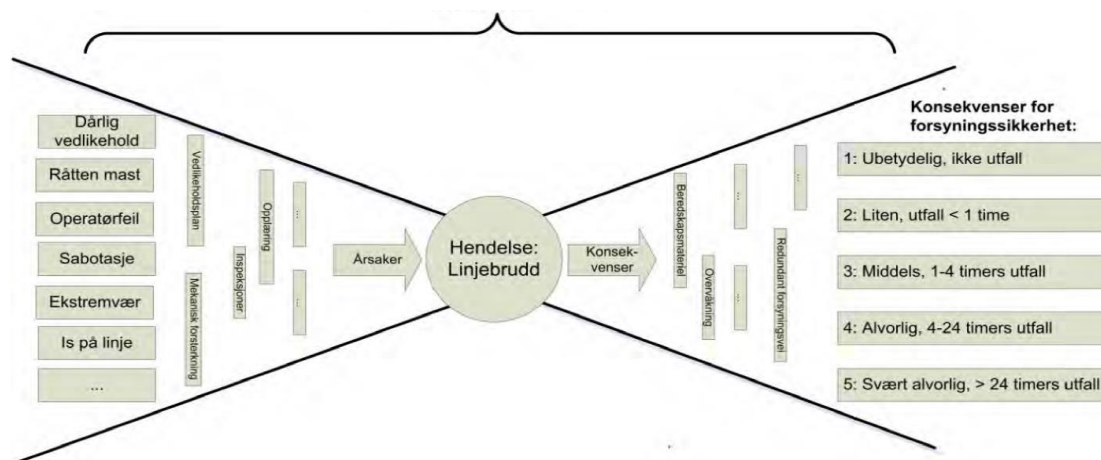 Konsekvenser for
forsyningssikkerhet:
Dårlig
vedlikehold
Råtten mast
Operatørfeil
Sabotasje
Ekstremvær
Is på linje
...
Vedlikeholdsplan
Mekanisk forsterkning
Inspeksjoner
Opplæring
...
...
Årsaker
Hendelse:
Linjebrudd
Konsek-
venser
Beredskapsmateriel
Overvåkning
...
...
Redundant forsyningsvei
...
1: Ubetydelig, ikke utfall
2: Liten, utfall < 1 time
3: Middels, 1-4 timers utfall
4: Alvorlig, 4-24 timers utfall
5: Svært alvorlig, > 24 timers utfall